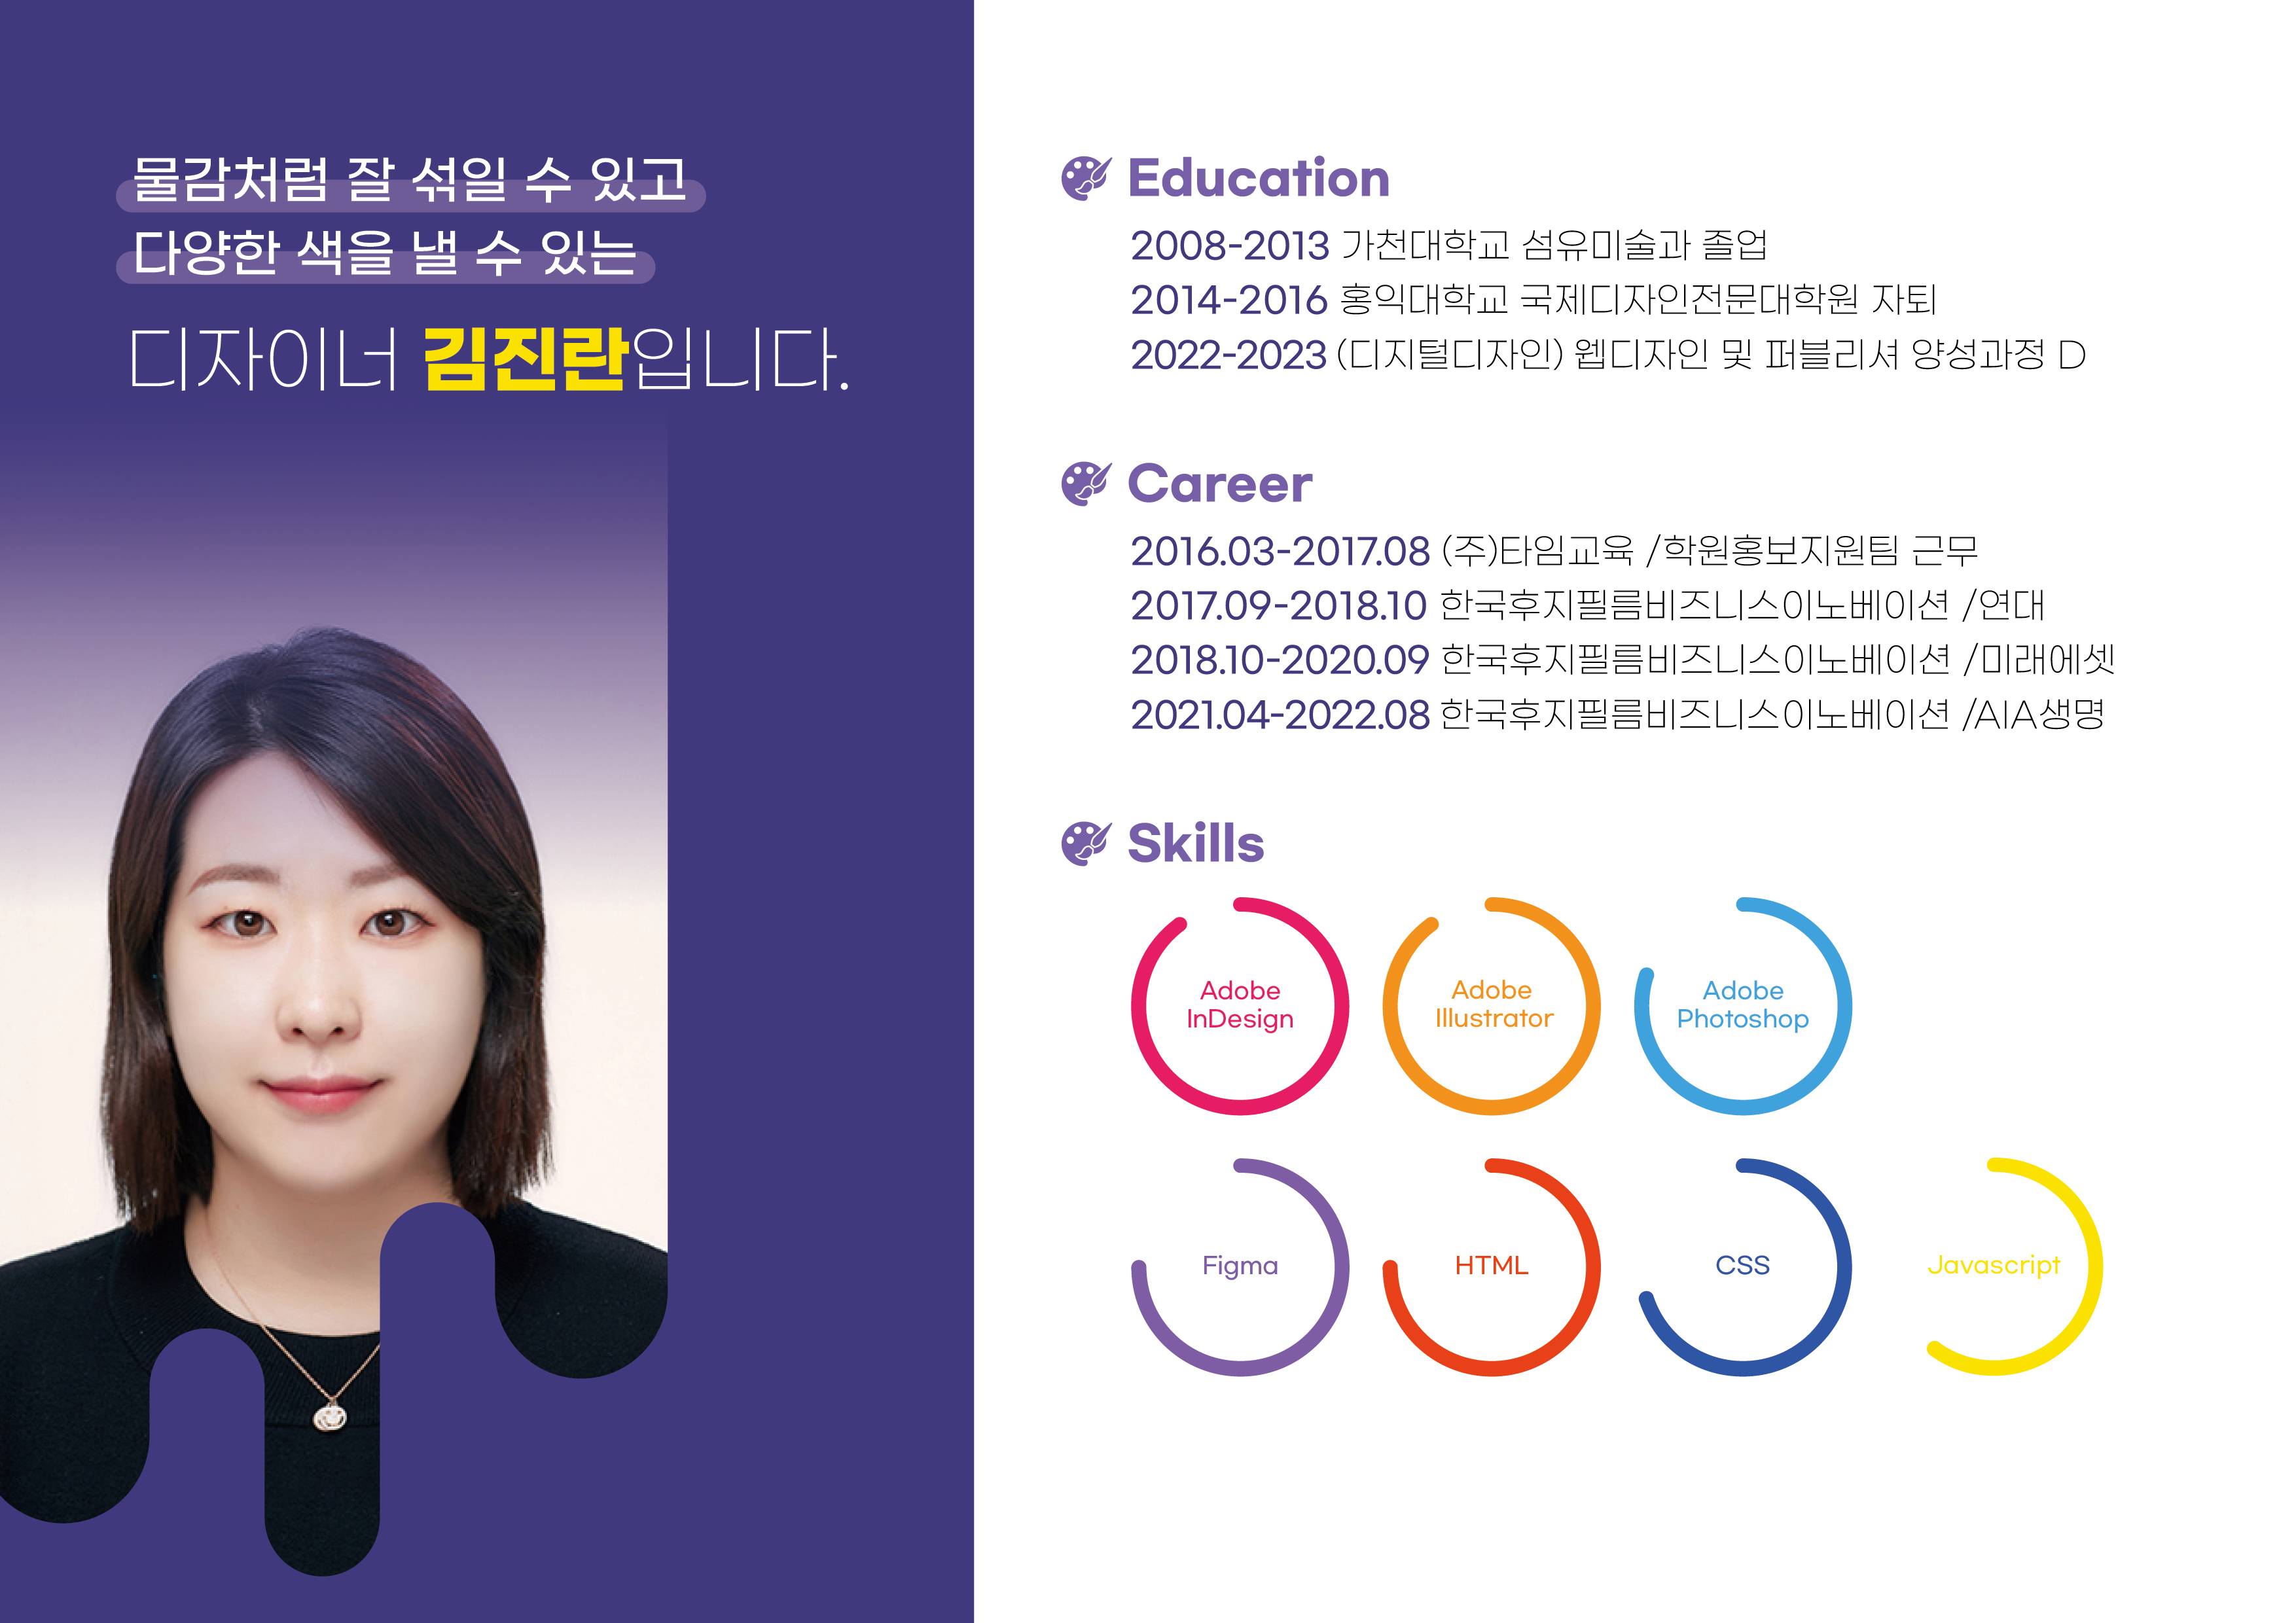 물감처럼 잘 섞일 수 있고
다양한 색을 낼 수 있는
디자이너 김진란입니다.
Education
2008-2013 가천대학교 섬유미술과 졸업
2014-2016 홍익대학교 국제디자인전문대학원 자퇴
2022-2023 (디지털디자인) 웹디자인 및 퍼블리셔 양성과정 D
Career
2016.03-2017.08 (주)타임교육 /학원홍보지원팀 근무
2017.09-2018.10 한국후지필름비즈니스이노베이션 /연대
2018.10-2020.09 한국후지필름비즈니스이노베이션 /미래에셋
2021.04-2022.08 한국후지필름비즈니스이노베이션 /AIA생명
Skills
Adobe
InDesign
Adobe
Illustrator
Adobe
Photoshop
Figma
HTML
CSS
Javascript